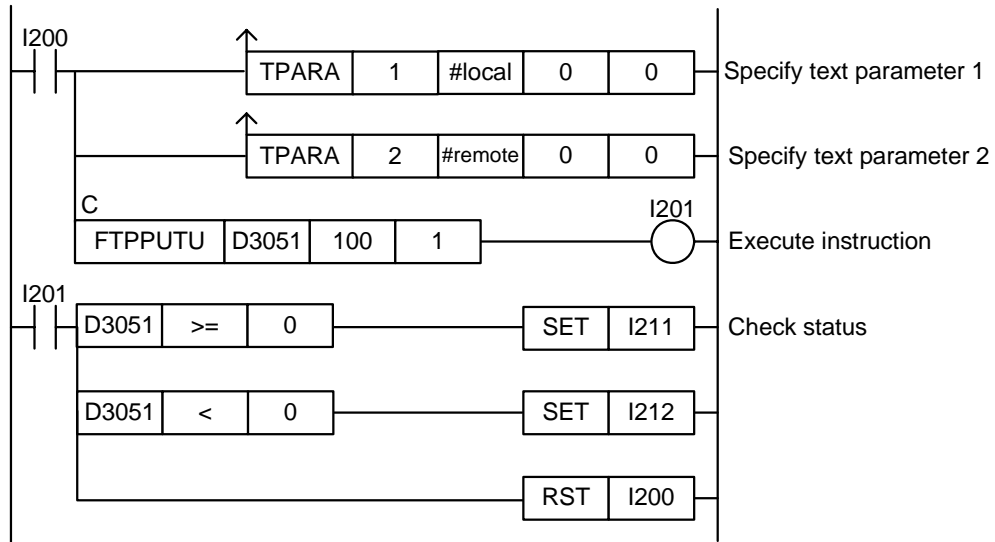 I200
TPARA 1 #local 0 0 Specify text parameter 1
TPARA 2 #remote 0 0 Specify text parameter 2
C
I201
FTPPUTU D3051 100 1 Execute instruction
I201
D3051 >= 0 SET I211 Check status
D3051 < 0 SET I212
RST I200